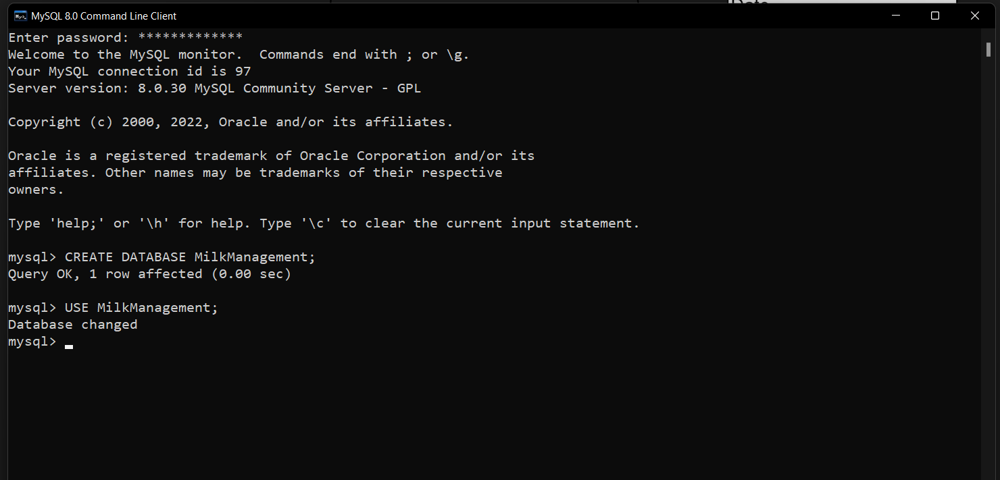 Date
MySQL 8.0 Command Line Client
Enter password: *************
Welcome to the MySQL monitor.  Commands end with ; or \g.
Your MySQL connection id is 97
Server version: 8.0.30 MySQL Community Server - GPL
Copyright (c) 2000, 2022, Oracle and/or its affiliates.
Oracle is a registered trademark of Oracle Corporation and/or its
affiliates. Other names may be trademarks of their respective
owners.
Type 'help;' or '\h' for help. Type '\c' to clear the current input statement.
mysql> CREATE DATABASE MilkManagement;
Query OK, 1 row affected (0.00 sec)
mysql> USE MilkManagement;
Database changed
mysql>